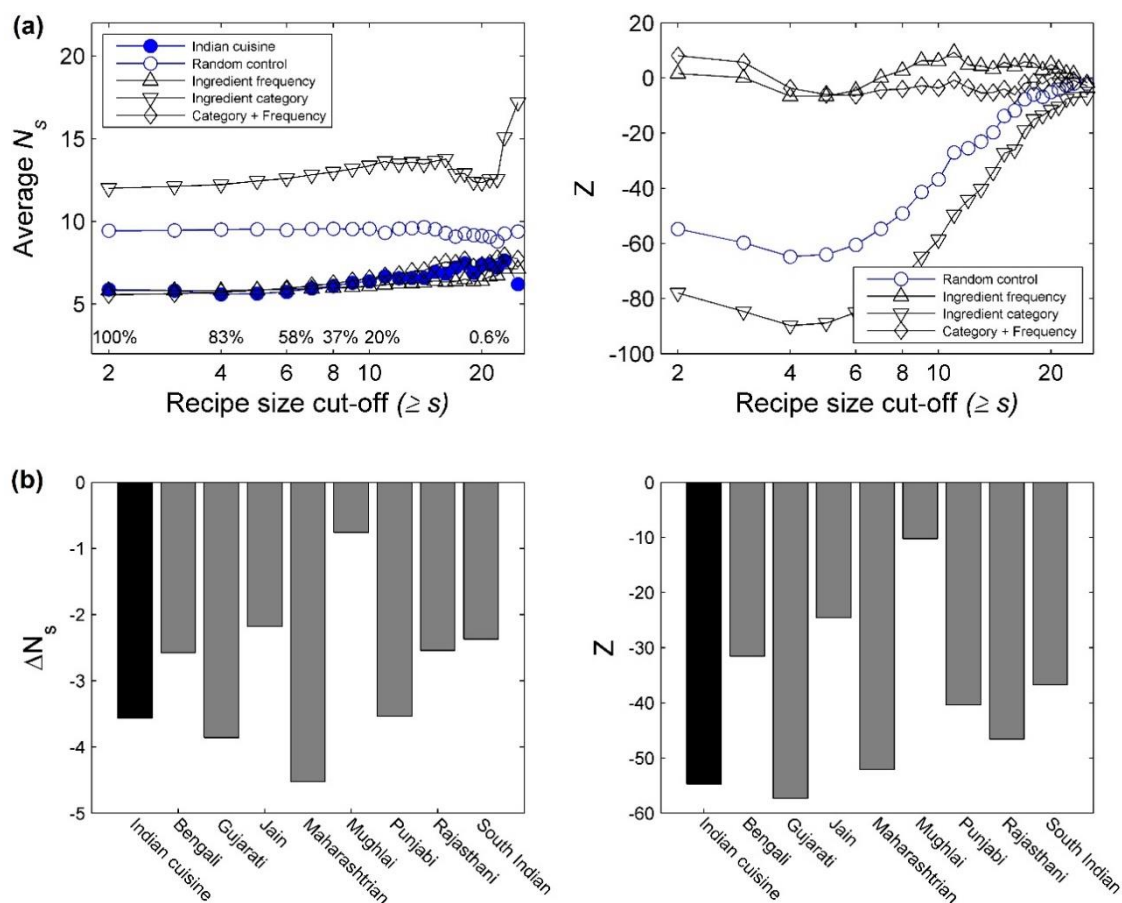 (a)
Average Ns
20
15
10
5
Indian cuisine
Random control
Ingredient frequency
Ingredient category
Category + Frequency
100%
83%
58%
37%
20%
0.6%
2
4
6
8
10
20
Recipe size cut-off (≥ s)
Z
20
0
-20
-40
-60
-80
-100
Random control
Ingredient frequency
Ingredient category
Category + Frequency
2
4
6
8
10
20
Recipe size cut-off (≥ s)
(b)
ΔNs
0
-1
-2
-3
-4
-5
Indian cuisine
Bengali
Gujarati
Jain
Maharashtrian
Mughlai
Punjabi
Rajasthani
South Indian
Z
0
-10
-20
-30
-40
-50
-60
Indian cuisine
Bengali
Gujarati
Jain
Maharashtrian
Mughlai
Punjabi
Rajasthani
South Indian